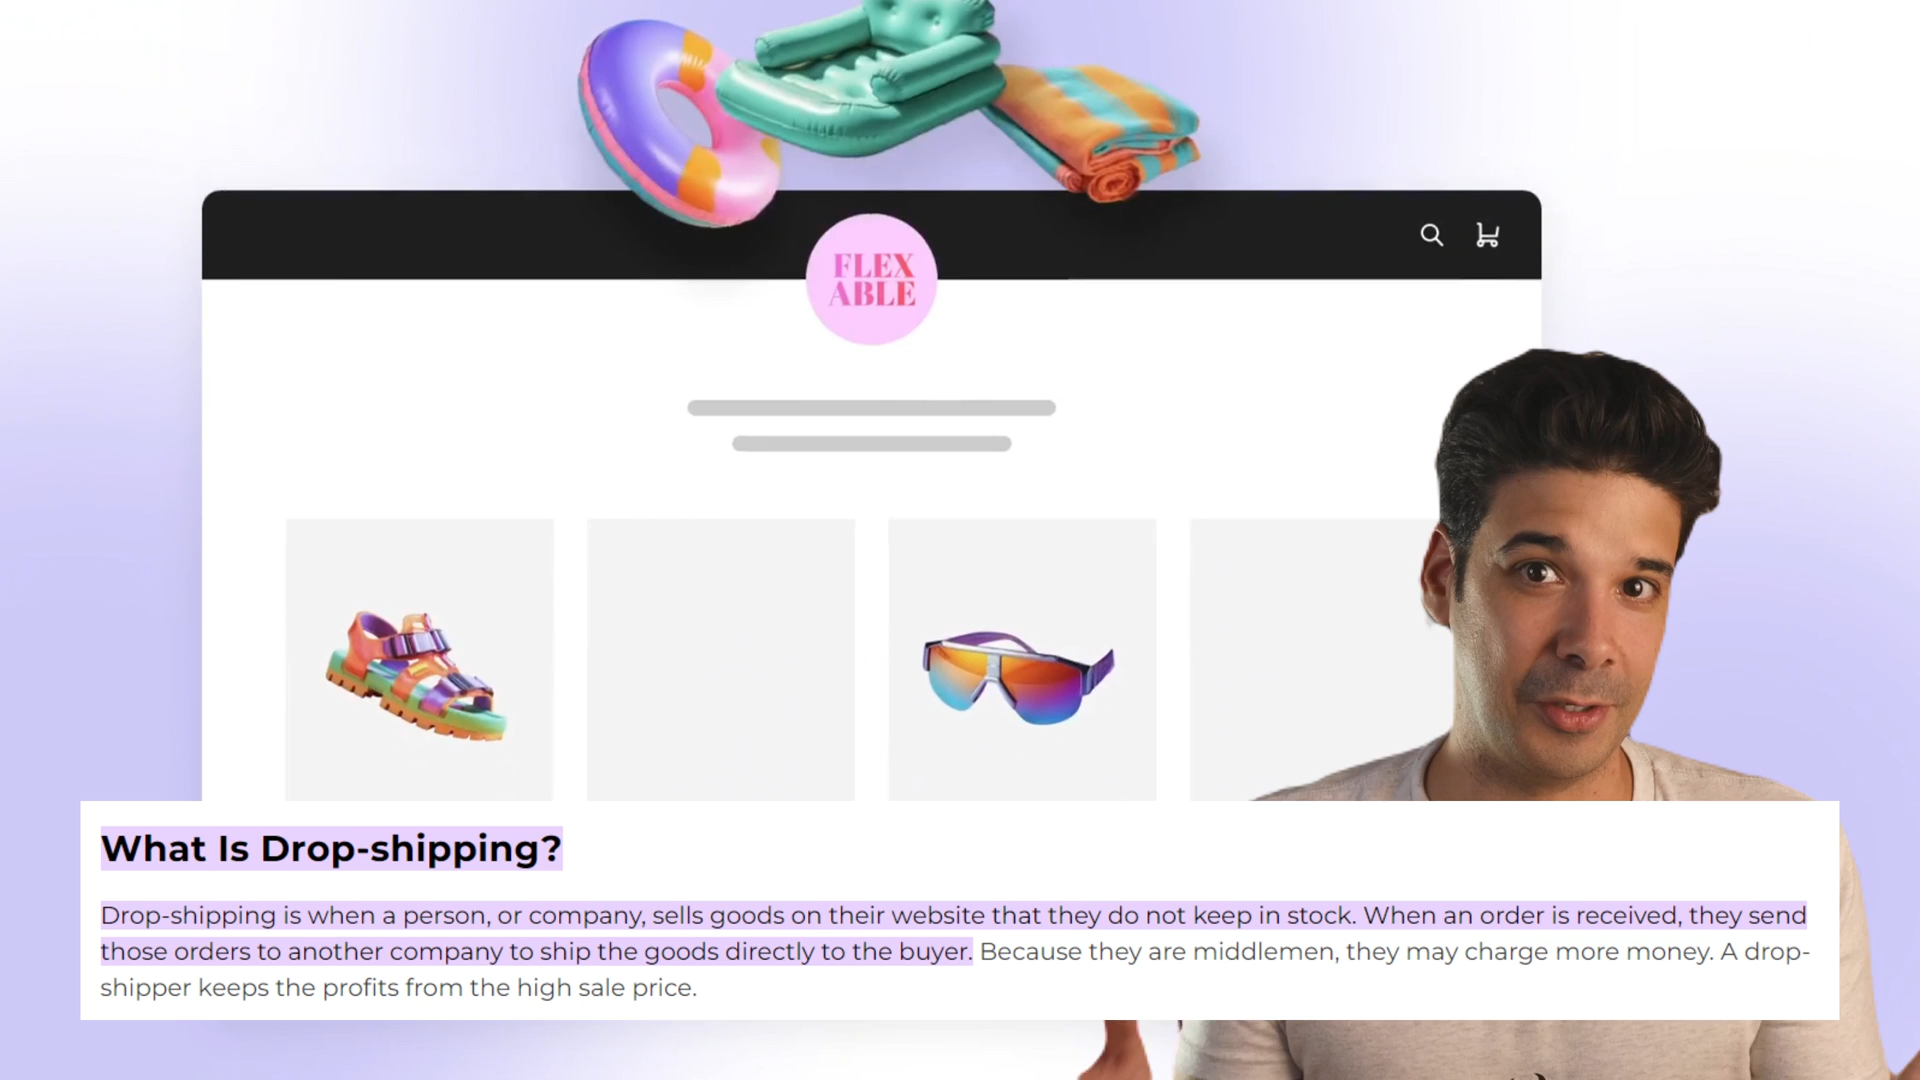 FLEX
ABLE
What Is Drop-shipping?
Drop-shipping is when a person, or company, sells goods on their website that they do not keep in stock. When an order is received, they send
those orders to another company to ship the goods directly to the buyer. Because they are middlemen, they may charge more money. A drop-
shipper keeps the profits from the high sale price.